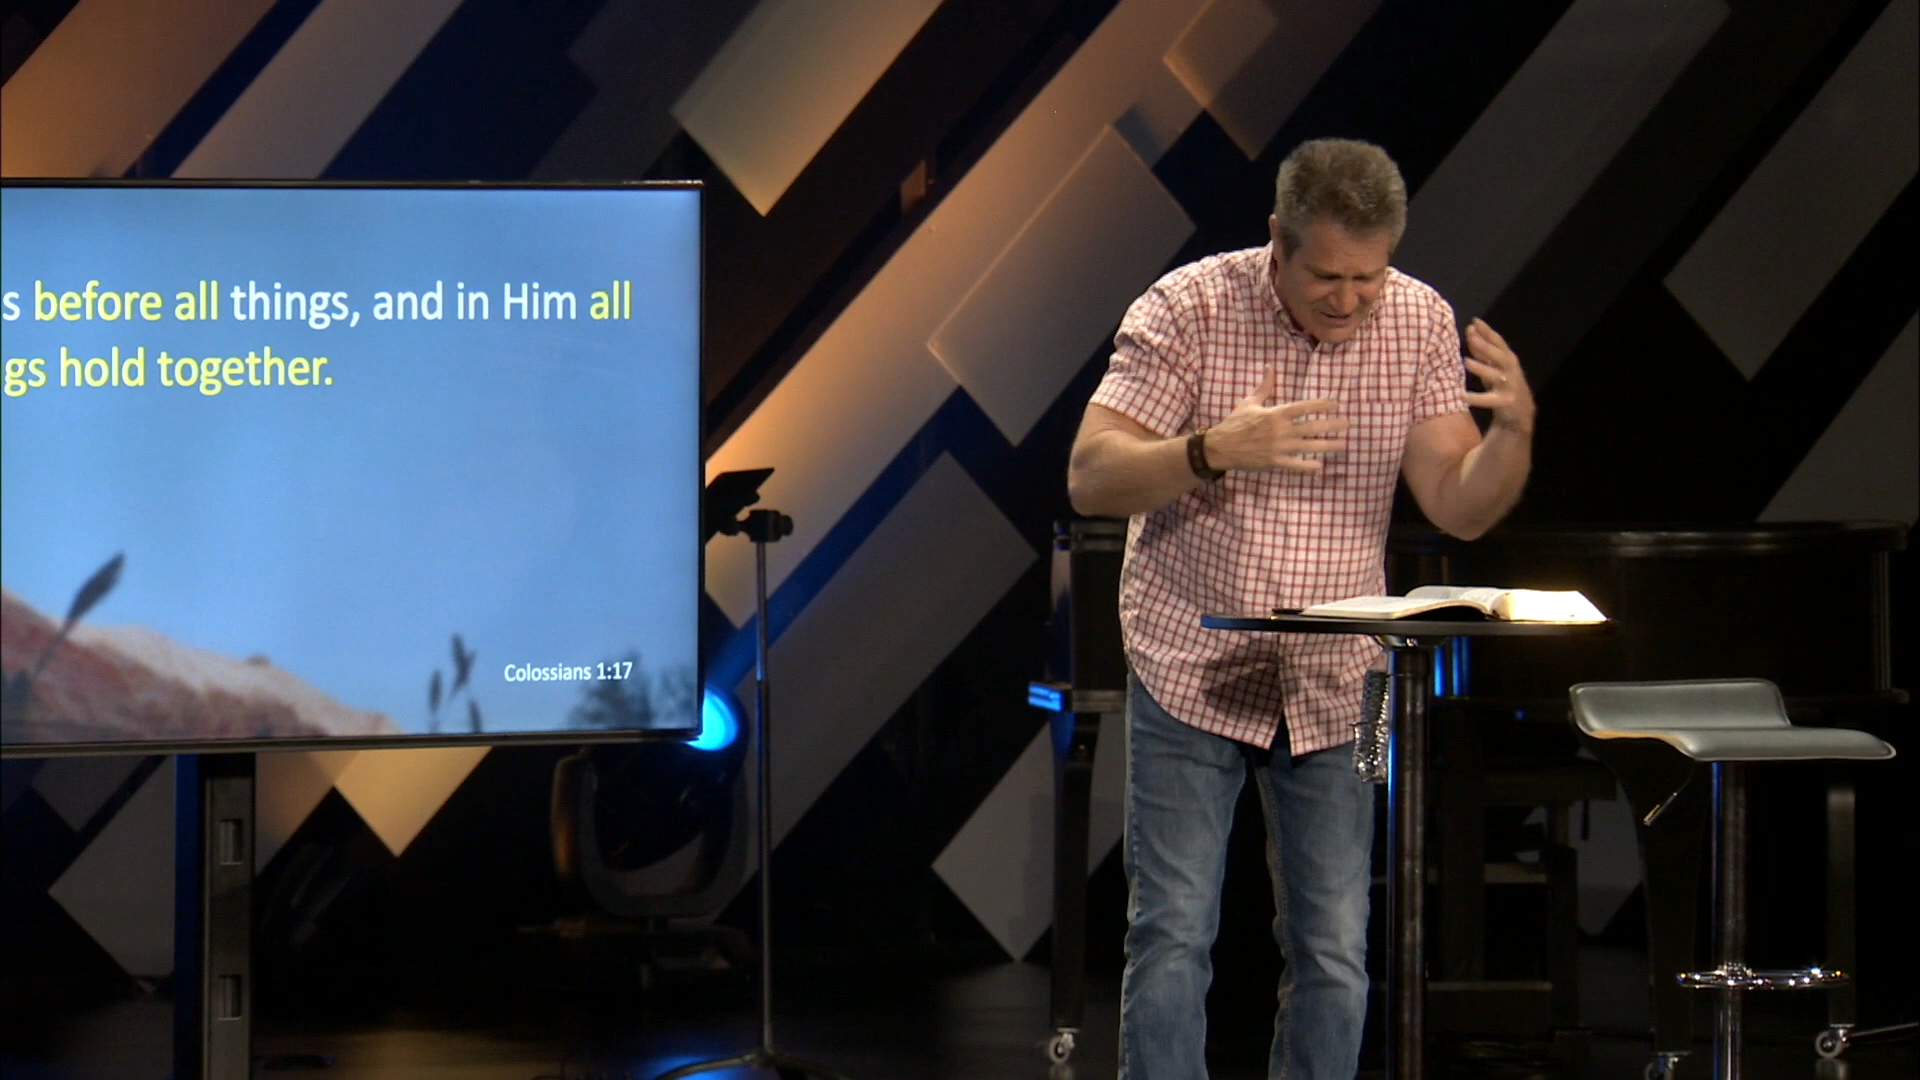 s before all things, and in Him all
gs hold together.
Colossians 1:17